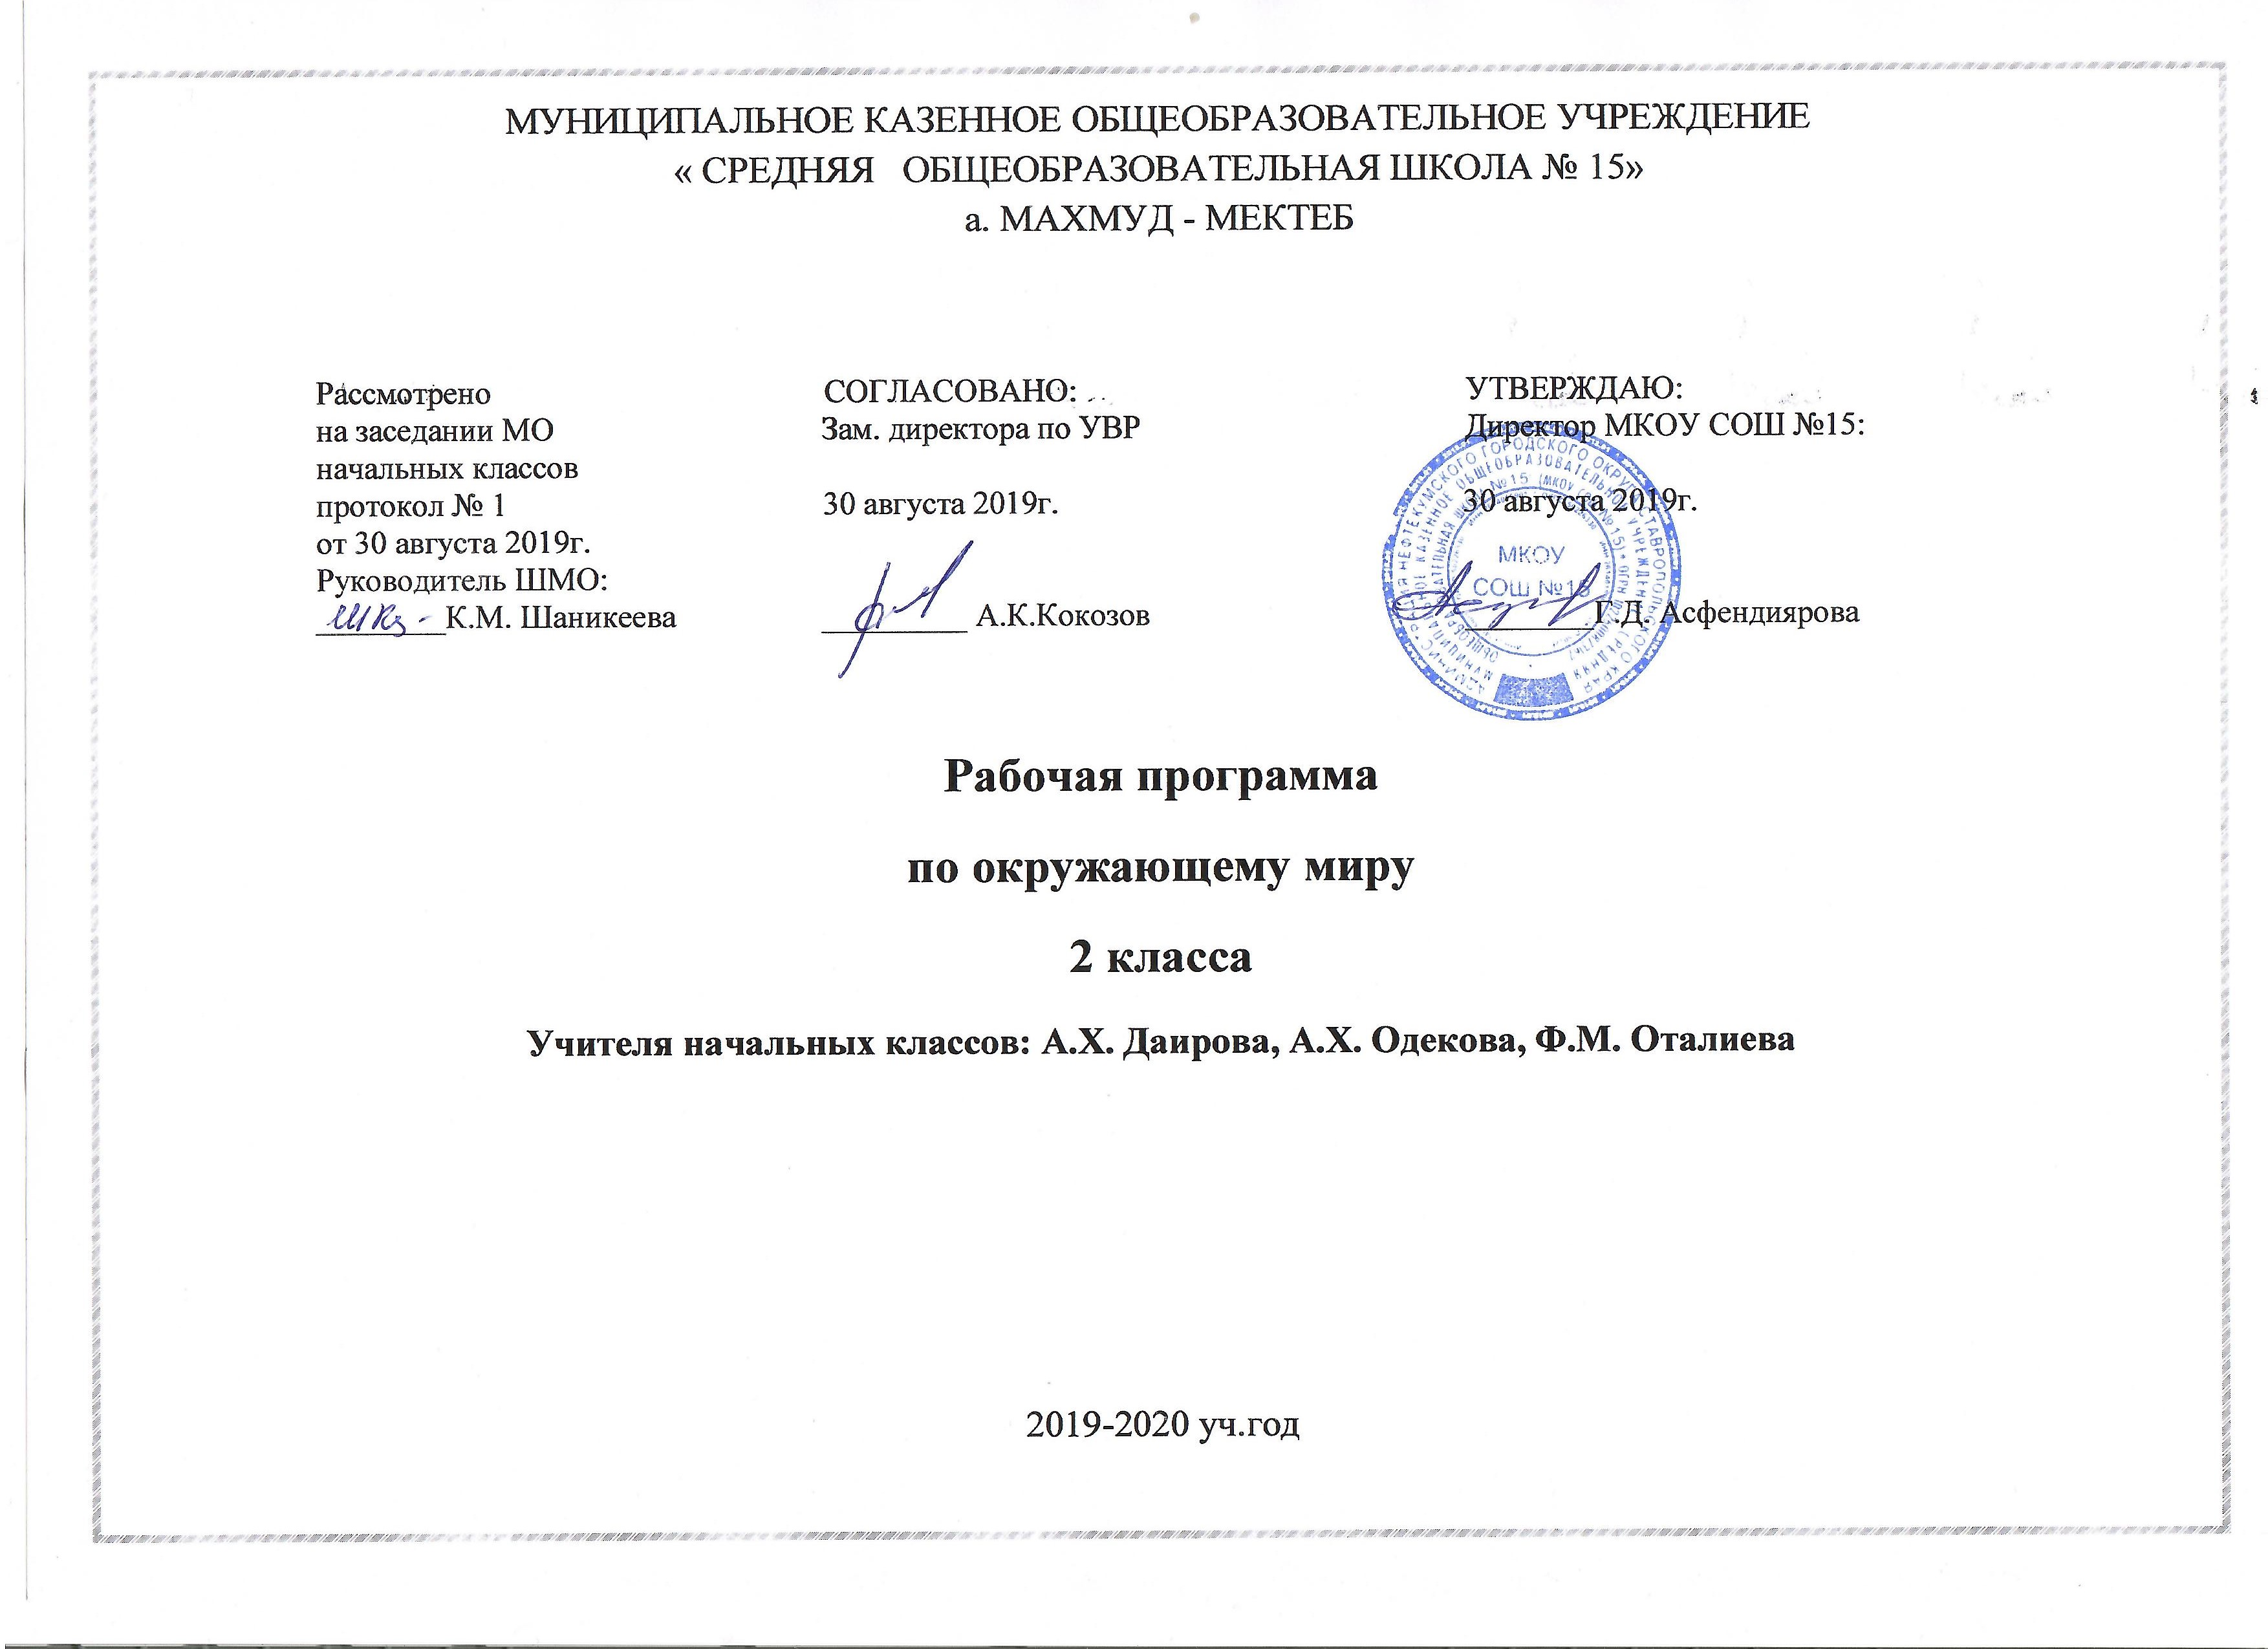 МУНИЦИПАЛЬНОЕ КАЗЕННОЕ ОБЩЕОБРАЗОВАТЕЛЬНОЕ УЧРЕЖДЕНИЕ
« СРЕДНЯЯ ОБЩЕОБРАЗОВАТЕЛЬНАЯ ШКОЛА № 15»
а. МАХМУД - МЕКТЕБ
Рассмотрено
на заседании МО
начальных классов
протокол № 1
от 30 августа 2019г.
Руководитель ШМО:
_________К.М. Шаникеева
СОГЛАСОВАНО:
Зам. директора по УВР
30 августа 2019г.
__________ А.К.Кокозов
УТВЕРЖДАЮ:
Директор МКОУ СОШ №15:
30 августа 2019г.
_________Г.Д. Асфендиярова
МКОУ
СОШ №15
Рабочая программа
по окружающему миру
2 класса
Учителя начальных классов: А.Х. Даирова, А.Х. Одекова, Ф.М. Оталиева
2019-2020 уч.год